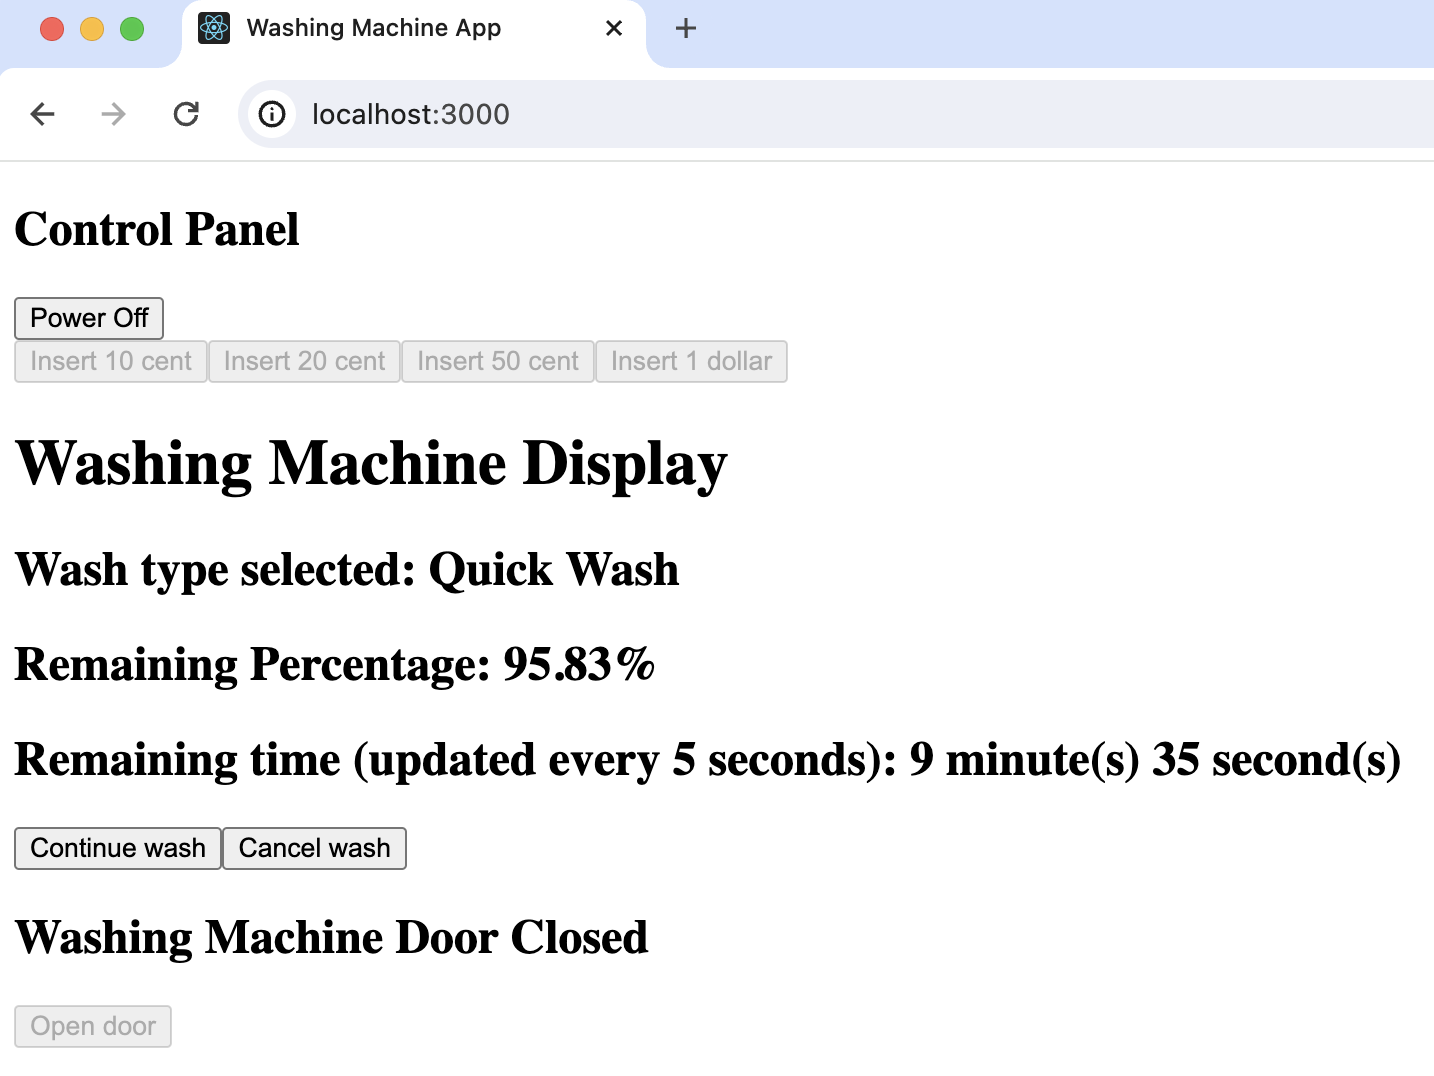 Washing Machine App
localhost:3000
Control Panel
Power Off
Insert 10 cent Insert 20 cent Insert 50 cent Insert 1 dollar
Washing Machine Display
Wash type selected: Quick Wash
Remaining Percentage: 95.83%
Remaining time (updated every 5 seconds): 9 minute(s) 35 second(s)
Continue wash Cancel wash
Washing Machine Door Closed
Open door